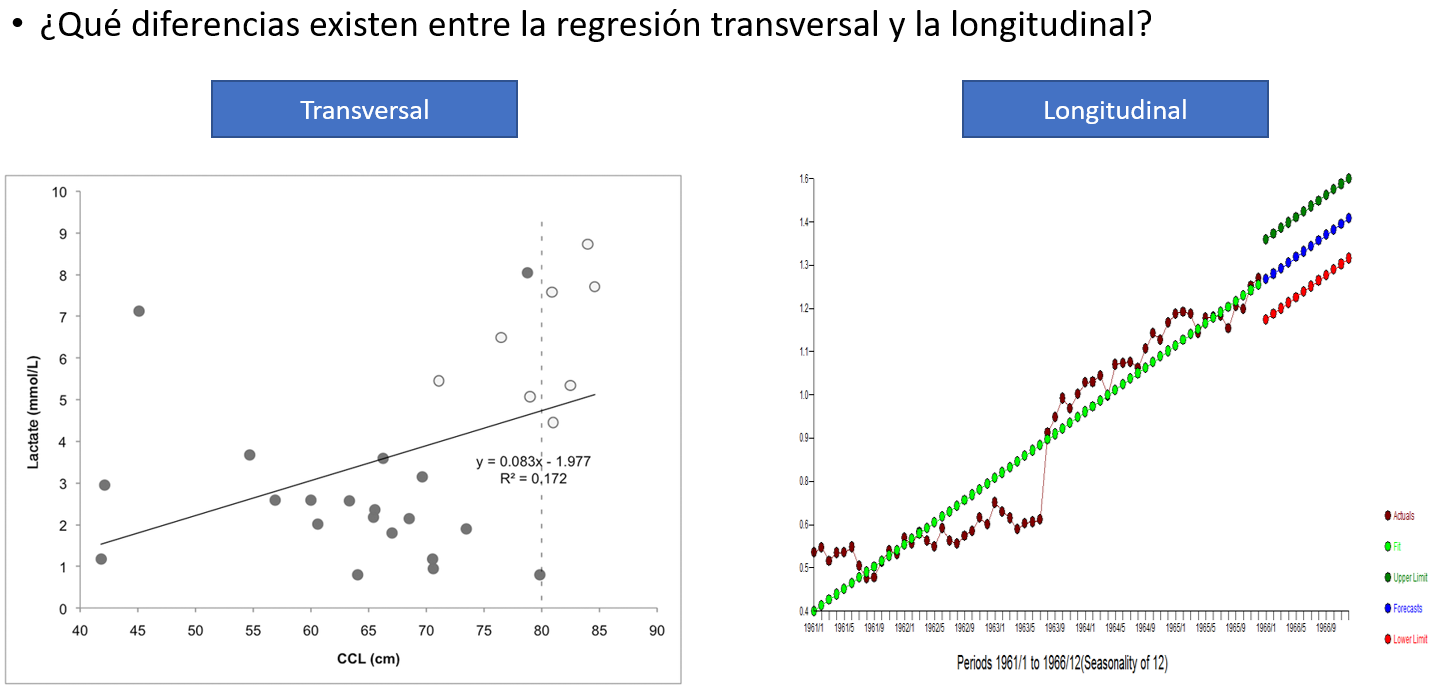 • ¿Qué diferencias existen entre la regresión transversal y la longitudinal?
Transversal
Longitudinal
10
9
8
7
6
5
4
3
2
1
0
Lactate (mmol/L)
y = 0.083x - 1.977
R² = 0,172
40 45 50 55 60 65 70 75 80 85 90
CCL (cm)
1.6
1.4
1.3
1.2
1.1
1.0
0.9
0.8
0.6
0.5
0.4
1961/1 1961/5 1961/9 1962/1 1962/5 1962/9 1963/1 1963/5 1963/9 1964/1 1964/5 1964/9 1965/1 1965/5 1965/9 1966/1 1966/5 1966/9
Periods 1961/1 to 1966/12(Seasonality of 12)
Actuals
Fit
Upper Limit
Forecasts
Lower Limit